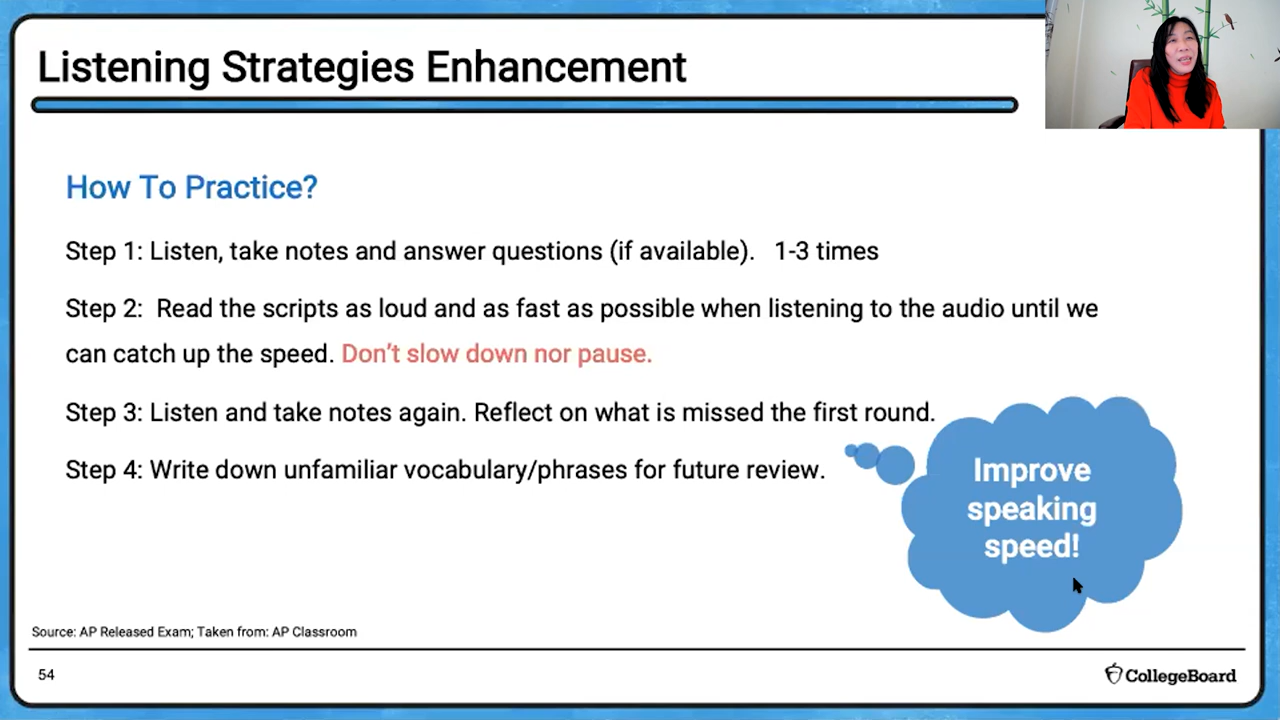 Listening Strategies Enhancement
How To Practice?
Step 1: Listen, take notes and answer questions (if available).   1-3 times
Step 2:  Read the scripts as loud and as fast as possible when listening to the audio until we
can catch up the speed. Don't slow down nor pause.
Step 3: Listen and take notes again. Reflect on what is missed the first round.
Step 4: Write down unfamiliar vocabulary/phrases for future review.
Improve
speaking
speed!
Source: AP Released Exam; Taken from: AP Classroom
54
CollegeBoard